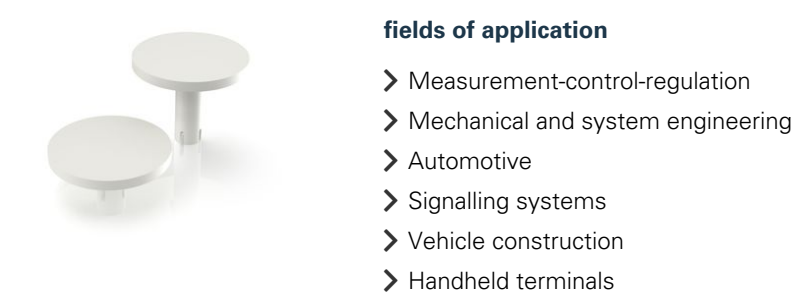 fields of application
Measurement-control-regulation
Mechanical and system engineering
Automotive
Signalling systems
Vehicle construction
Handheld terminals